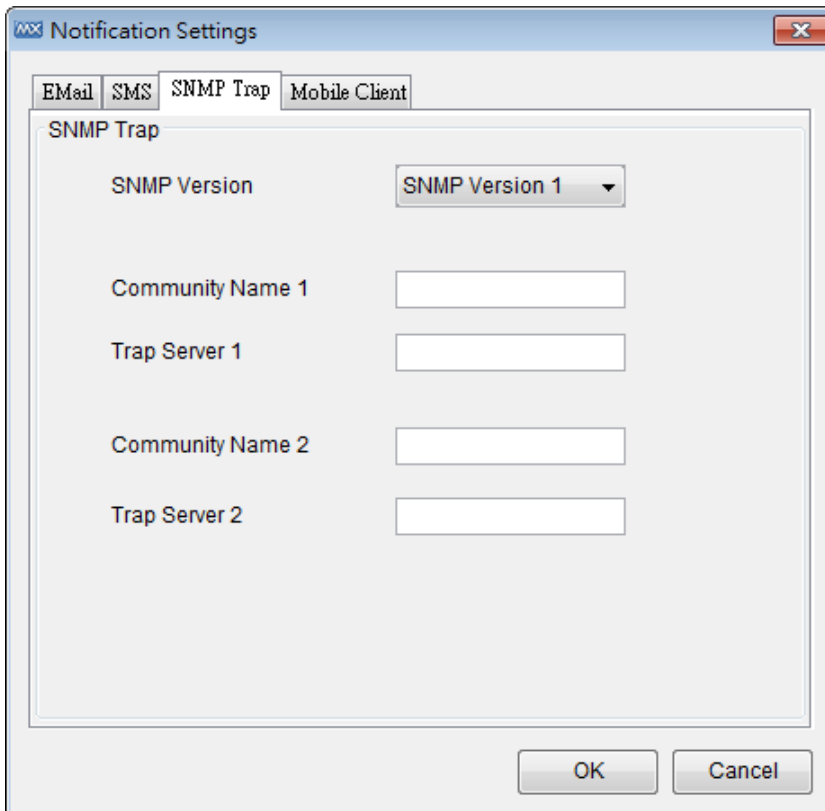 MX Notification Settings
EMail SMS SNMP Trap Mobile Client
SNMP Trap
SNMP Version SNMP Version 1
Community Name 1
Trap Server 1
Community Name 2
Trap Server 2
OK Cancel